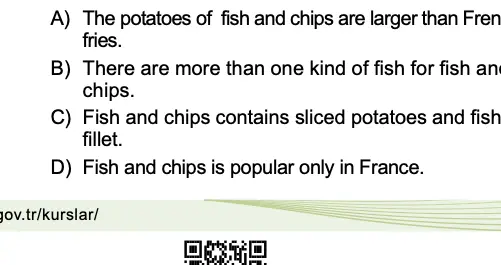 A) The potatoes of fish and chips are larger than Fren
fries.
B) There are more than one kind of fish for fish an
chips.
C) Fish and chips contains sliced potatoes and fish
fillet.
D) Fish and chips is popular only in France.
gov.tr/kurslar/